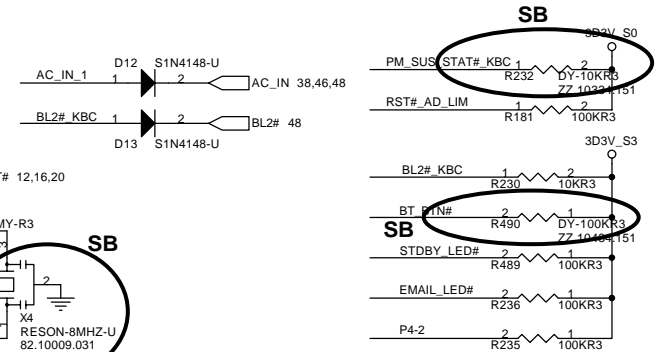 SB
3D3V_S0
PM_SUS_STAT#_KBC 1 2
R232 DY-10KR3
ZZ.10334.151
RST#_AD_LIM 1 2
R181 100KR3
D12 S1N4148-U
AC_IN_1 1 2 AC_IN 38,46,48
BL2#_KBC 1 2 BL2# 48
D13 S1N4148-U
3D3V_S3
BL2#_KBC 1 2
R230 10KR3
# 12,16,20
BT_BTN# 2 1
R490 DY-100KR3
SB
STDBY_LED# 2 1
R489 100KR3
EMAIL_LED# 2 1
R236 100KR3
P4-2 2 1
R235 100KR3
MY-R3
SB
2
X4
RESON-8MHZ-U
82.10009.031